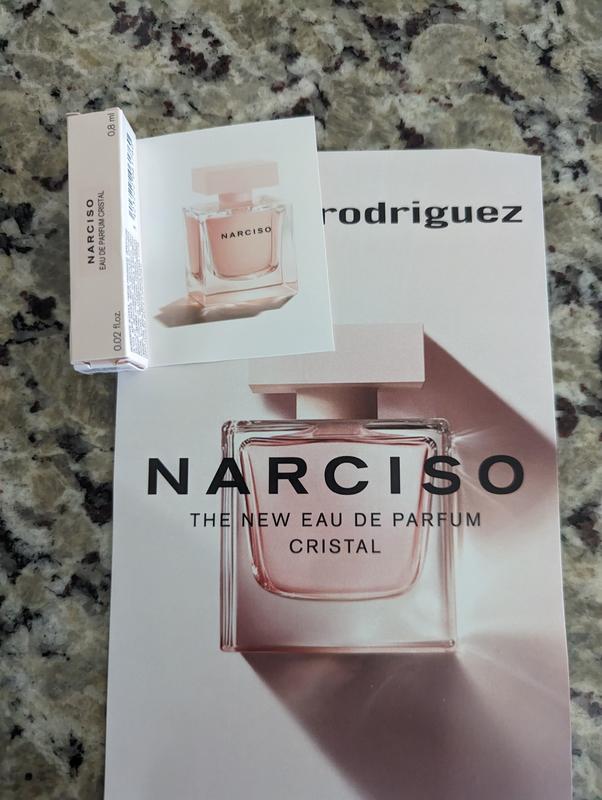 NARCISO
EAU DE PARFUM CRISTAL
0.8 ml
0.02 fl.oz.
NARCISO
rodriguez
NARCISO
THE NEW EAU DE PARFUM
CRISTAL